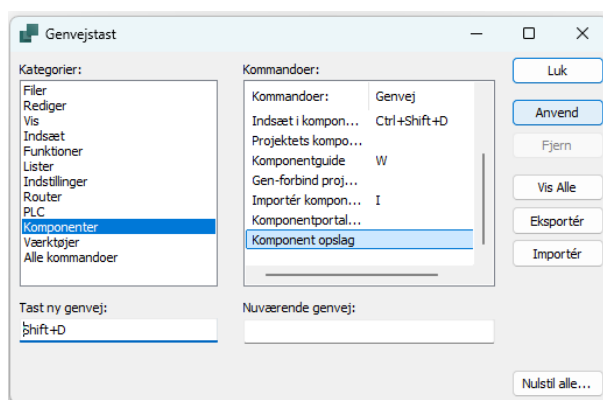 Genvejstast
Kategorier:
Filer
Rediger
Vis
Indsæt
Funktioner
Lister
Indstillinger
Router
PLC
Komponenter
Værktøjer
Alle kommandoer
Kommandoer:
Kommandoer: Genvej
Indsæt i kompon... Ctrl+Shift+D
Projektets kompo...
Komponentguide W
Gen-forbind proj...
Importér kompon... I
Komponentportal...
Komponent opslag
Luk
Anvend
Fjern
Vis Alle
Eksportér
Importér
Tast ny genvej:
Shift+D
Nuværende genvej:
Nulstil alle...